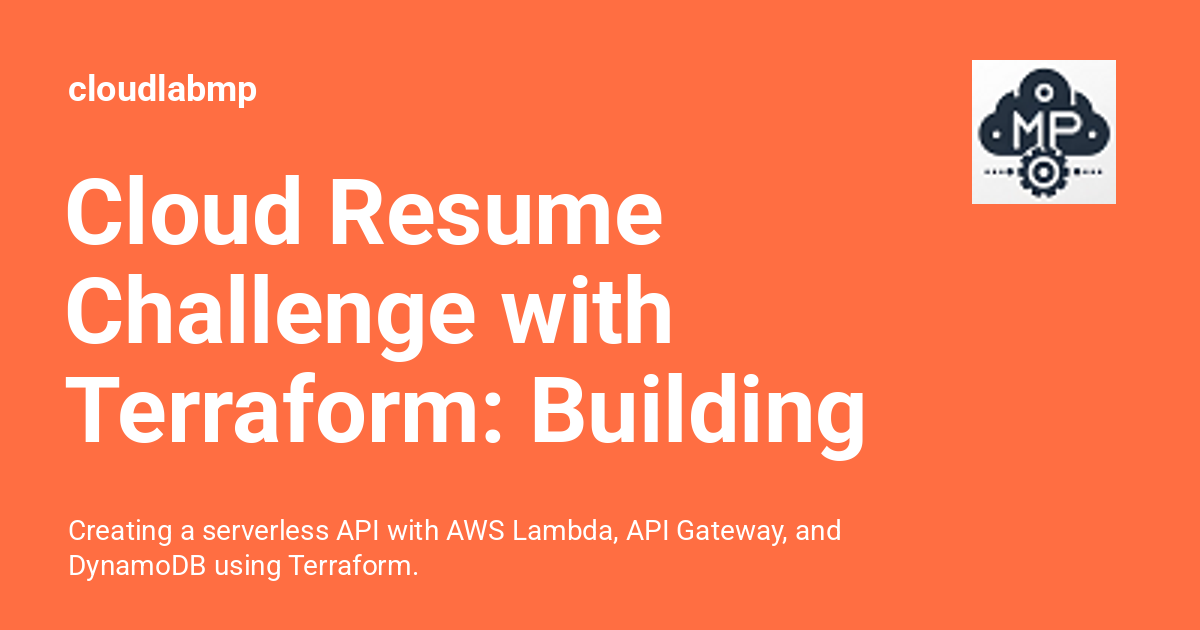 cloudlabmp
MP
Cloud Resume
Challenge with
Terraform: Building
Creating a serverless API with AWS Lambda, API Gateway, and
DynamoDB using Terraform.